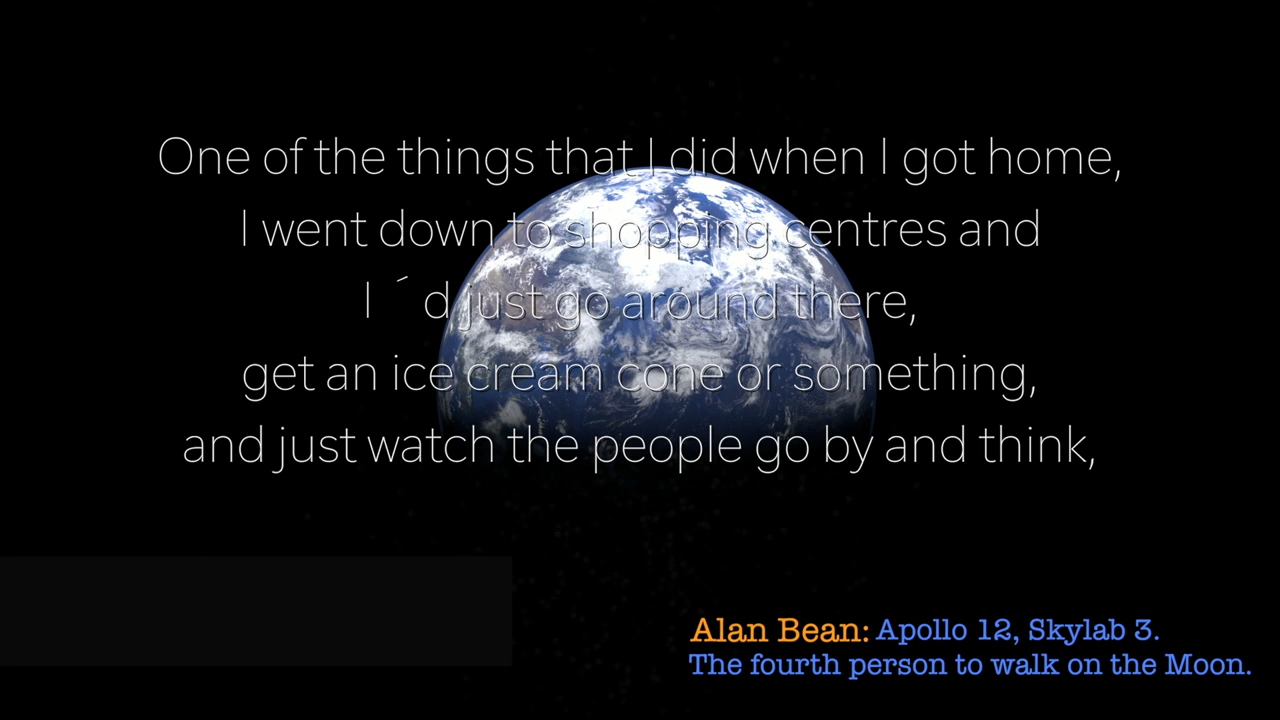 One of the things that I did when I got home,
I went down to shopping centres and
I ´ d just go around there,
get an ice cream cone or something,
and just watch the people go by and think,
Alan Bean: Apollo 12, Skylab 3.
The fourth person to walk on the Moon.